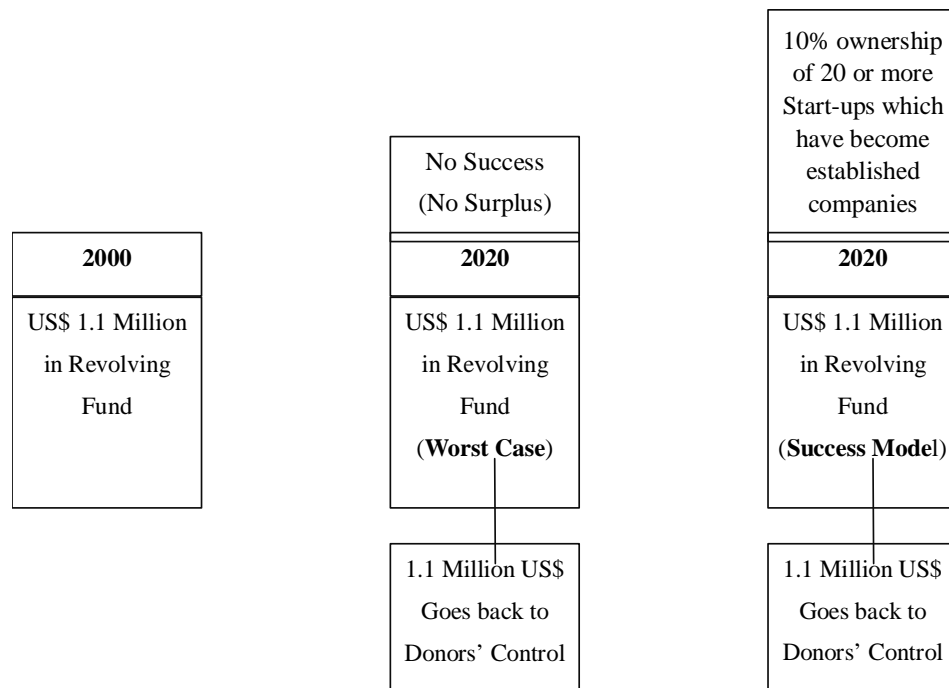 2000
US$ 1.1 Million
in Revolving
Fund
No Success
(No Surplus)
2020
US$ 1.1 Million
in Revolving
Fund
(Worst Case)
1.1 Million US$
Goes back to
Donors’ Control
10% ownership
of 20 or more
Start-ups which
have become
established
companies
2020
US$ 1.1 Million
in Revolving
Fund
(Success Model)
1.1 Million US$
Goes back to
Donors’ Control